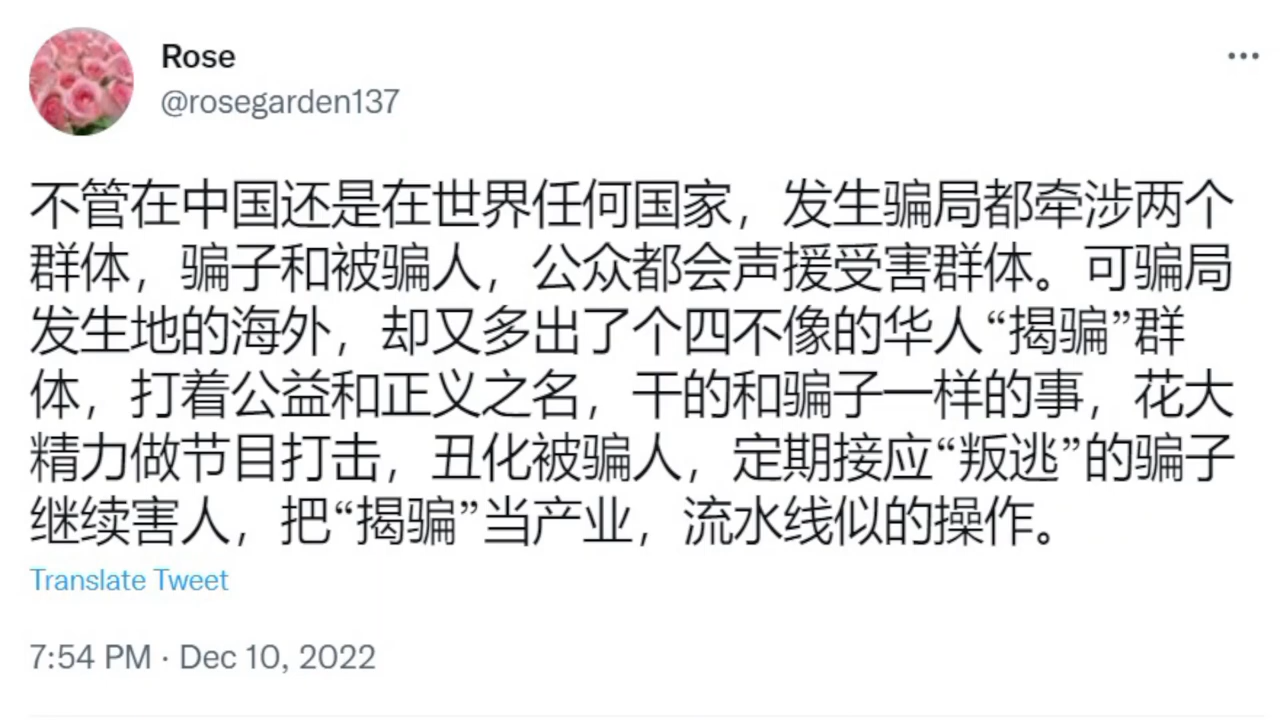 Rose
@rosegarden137
不管在中国还是在世界任何国家，发生骗局都牵涉两个
群体，骗子和被骗人，公众都会声援受害群体。可骗局
发生地的海外，却又多出了个四不像的华人“揭骗”群
体，打着公益和正义之名，干的和骗子一样的事，花大
精力做节目打击，丑化被骗人，定期接应“叛逃”的骗子
继续害人，把“揭骗”当产业，流水线似的操作。
Translate Tweet
7:54 PM · Dec 10, 2022